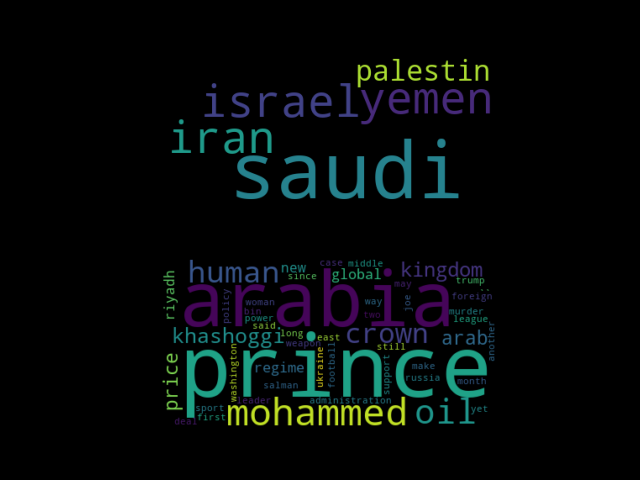 palestin
israel yemen
iran
saudi
human new since case middle global kingdom
riyadh arabia may trump ..
policy woman bin power way two joe foreign murder league
khashoggi said, long east crown arab another
weapon still
price prince
washington regime ukraine football support make russia
salman month
leader administration
sport mohammed oil yet
first
deal